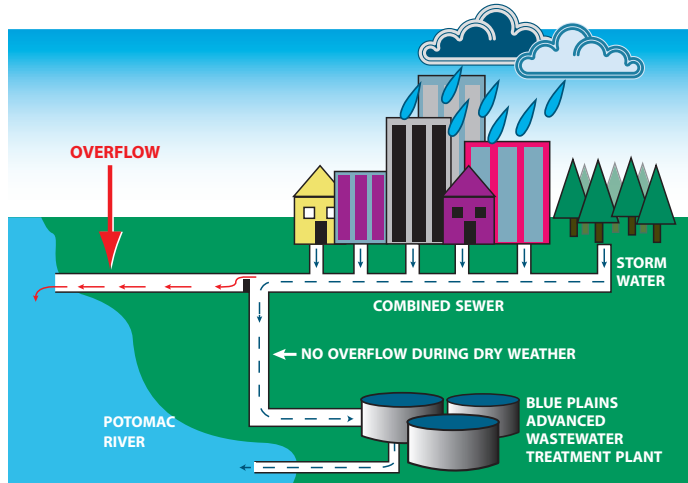 OVERFLOW
STORM
WATER
COMBINED SEWER
NO OVERFLOW DURING DRY WEATHER
BLUE PLAINS
ADVANCED
WASTEWATER
TREATMENT PLANT
POTOMAC
RIVER